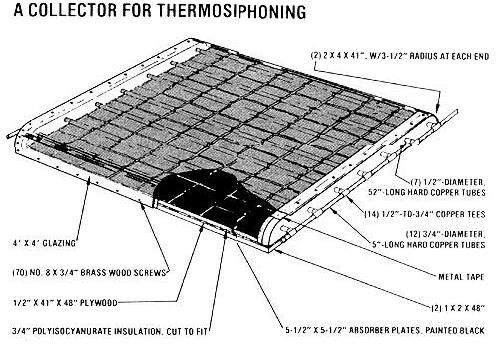 A COLLECTOR FOR THERMOSIPHONING
(2) 2 X 4 X 41", W/3-1/2" RADIUS AT EACH END
(7) 1/2"-DIAMETER,
52"-LONG HARD COPPER TUBES
(14) 1/2"-TO-3/4" COPPER TEES
(12) 3/4"-DIAMETER,
5"-LONG HARD COPPER TUBES
METAL TAPE
(2) 1 X 2 X 48"
4' X 4' GLAZING
(70) NO. 8 X 3/4" BRASS WOOD SCREWS
1/2" X 41" X 48" PLYWOOD
3/4" POLYISOCYANURATE INSULATION, CUT TO FIT
5-1/2" X 5-1/2" ABSORBER PLATES, PAINTED BLACK